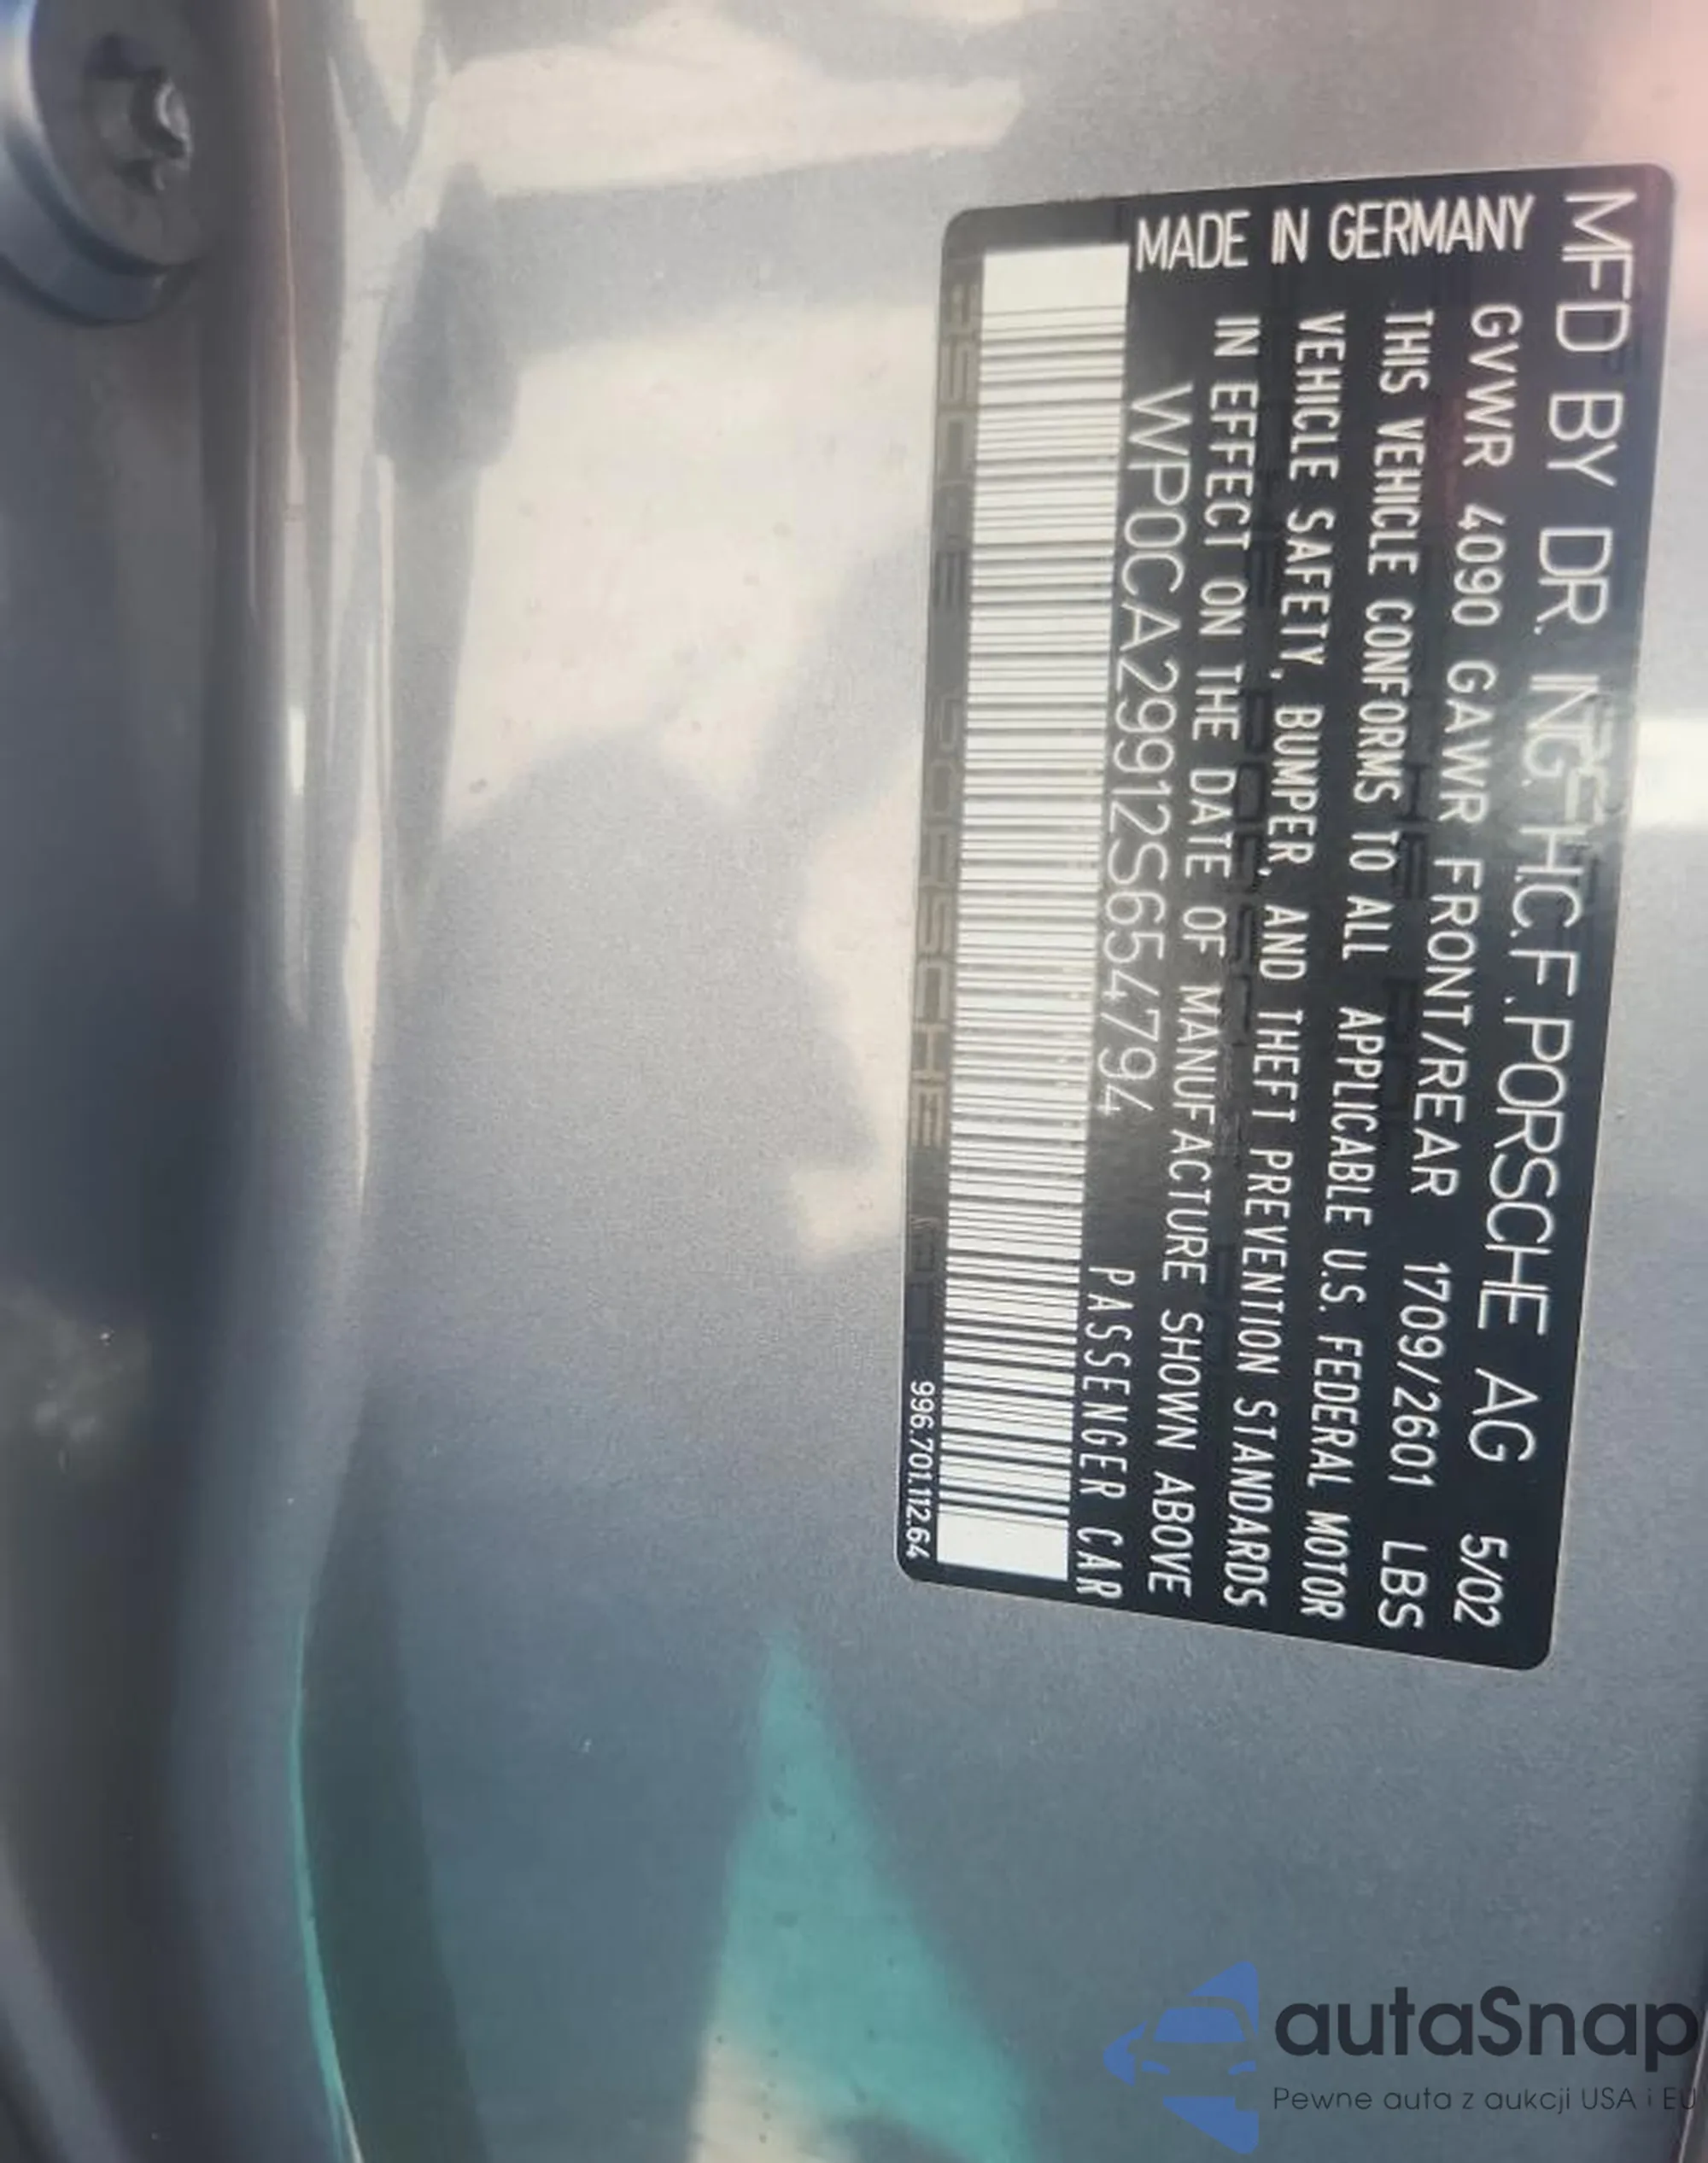 MFD BY DR. ING. H.C. F. PORSCHE AG 5/02
GVWR 4090 GAWR FRONT/REAR 1709/2601 LBS
THIS VEHICLE CONFORMS TO ALL APPLICABLE U.S. FEDERAL MOTOR
VEHICLE SAFETY, BUMPER, AND THEFT PREVENTION STANDARDS
IN EFFECT ON THE DATE OF MANUFACTURE SHOWN ABOVE
MADE IN GERMANY
WP0CA29912S654794 PASSENGER CAR
PORSCHE
996.701.112.64
autaSnap
Pewne auta z aukcji USA i EU